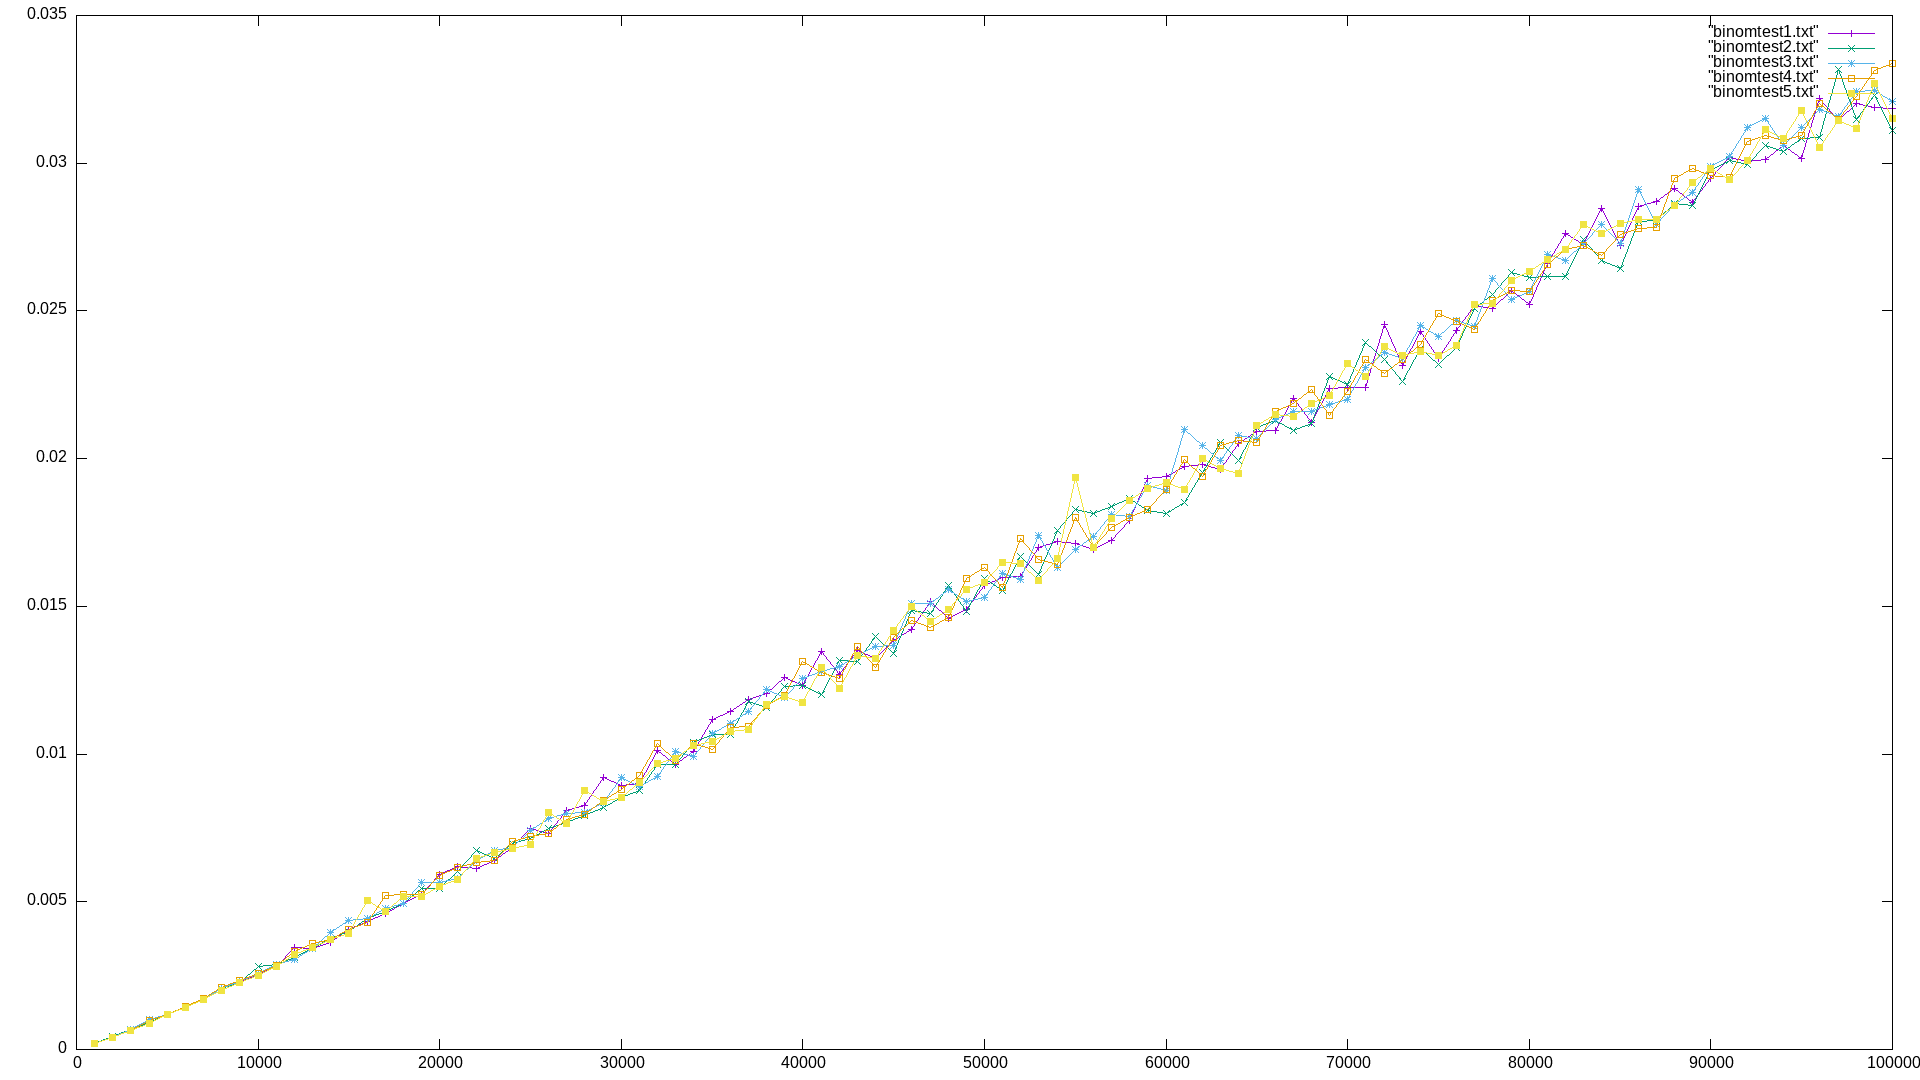 0.035
0.03
0.025
0.02
0.015
0.01
0.005
0
0 10000 20000 30000 40000 50000 60000 70000 80000 90000 100000
"binomtest1.txt"
"binomtest2.txt"
"binomtest3.txt"
"binomtest4.txt"
"binomtest5.txt"